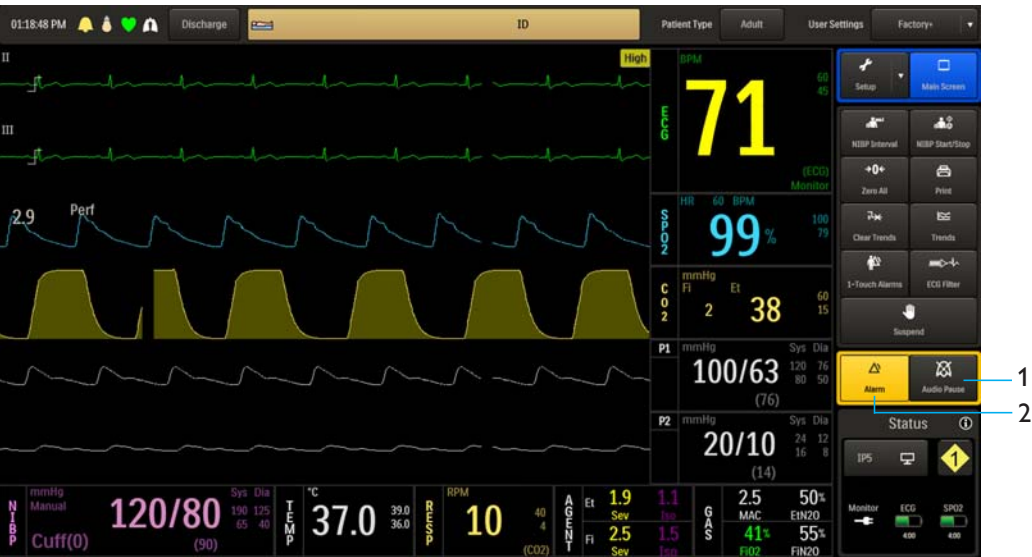 01:18:48 PM Discharge ID Patient Type Adult User Settings Factory+
II
High
III
2.9 Perf
ECG
BPM
71
60
45
(ECG)
Monitor
SPO2
HR 60 BPM
99%
100
79
CO2
mmHg
Fi Et
2 38
60
15
P1 mmHg Sys Dia
100/63
120 76
80 50
(76)
P2 mmHg Sys Dia
20/10
24 12
16 8
(14)
NIBP
mmHg
Manual
Sys Dia
120/80
190 125
65 40
Cuff(0) (90)
TEMP
°C
37.0
39.0
36.0
RESP
RPM
10
40
4
(CO2)
AGENT
Et 1.9 1.1
Sev Iso
Fi 2.5 1.5
Sev Iso
GAS
2.5 50%
MAC EtN2O
41% 55%
FiO2 FiN2O
Setup Main Screen
NIBP Interval NIBP Start/Stop
Zero All Print
Clear Trends Trends
1-Touch Alarms ECG Filter
Suspend
Alarm Audio Pause
1
2
Status
IP5 1
Monitor ECG SPO2
4:00 4:00